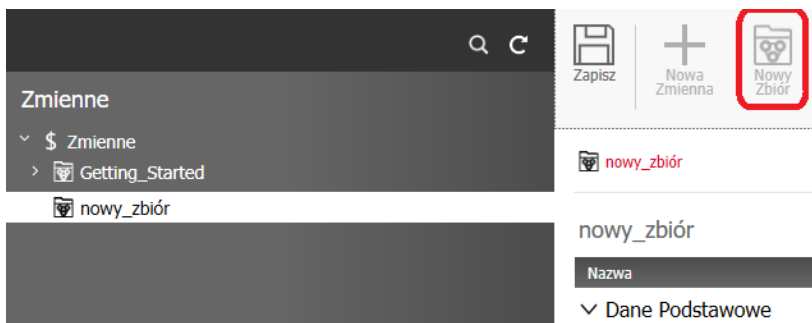 Zmienne
$ Zmienne
Getting_Started
nowy_zbiór
Zapisz
Nowa
Zmienna
Nowy
Zbiór
nowy_zbiór
nowy_zbiór
Nazwa
Dane Podstawowe